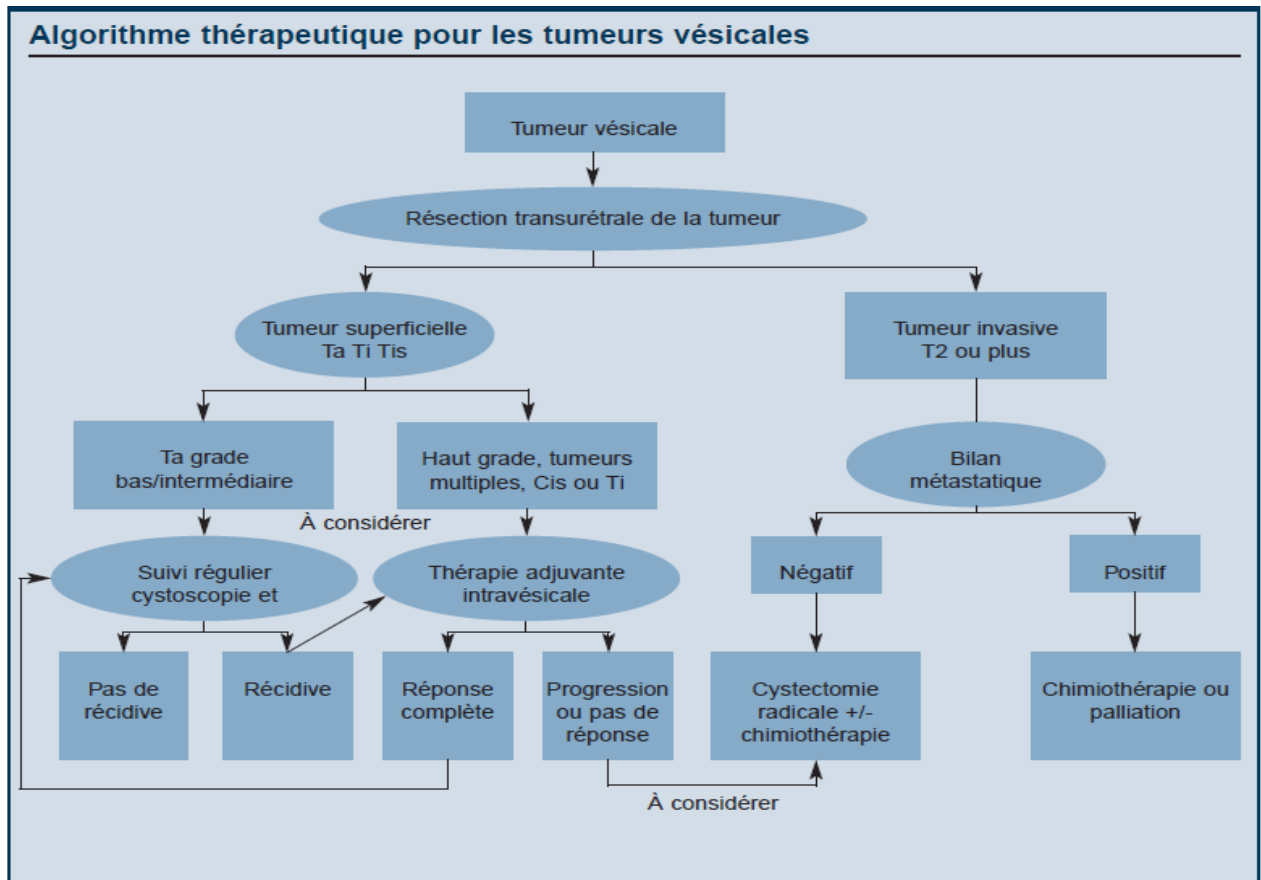 Algorithme thérapeutique pour les tumeurs vésicales
Tumeur vésicale
Résection transurétrale de la tumeur
Tumeur superficielle
Ta Ti Tis
Tumeur invasive
T2 ou plus
Ta grade
bas/intermédiaire
Haut grade, tumeurs
multiples, Cis ou Ti
Bilan
métastatique
À considérer
Suivi régulier
cystoscopie et
Thérapie adjuvante
intravésicale
Négatif
Positif
Pas de
récidive
Récidive
Réponse
complète
Progression
ou pas de
réponse
Cystectomie
radicale +/-
chimiothérapie
Chimiothérapie ou
palliation
À considérer